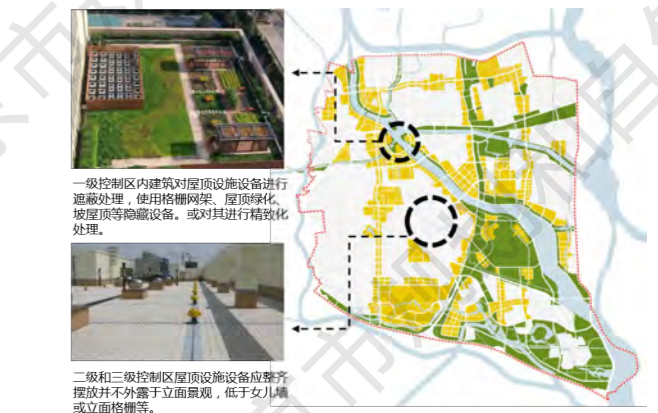 一级控制区内建筑对屋顶设施设备进行
遮蔽处理，使用格栅网架、屋顶绿化、
坡屋顶等隐藏设备。或对其进行精致化
处理。
二级和三级控制区屋顶设施设备应整齐
摆放并不外露于立面景观，低于女儿墙
或立面格栅等。